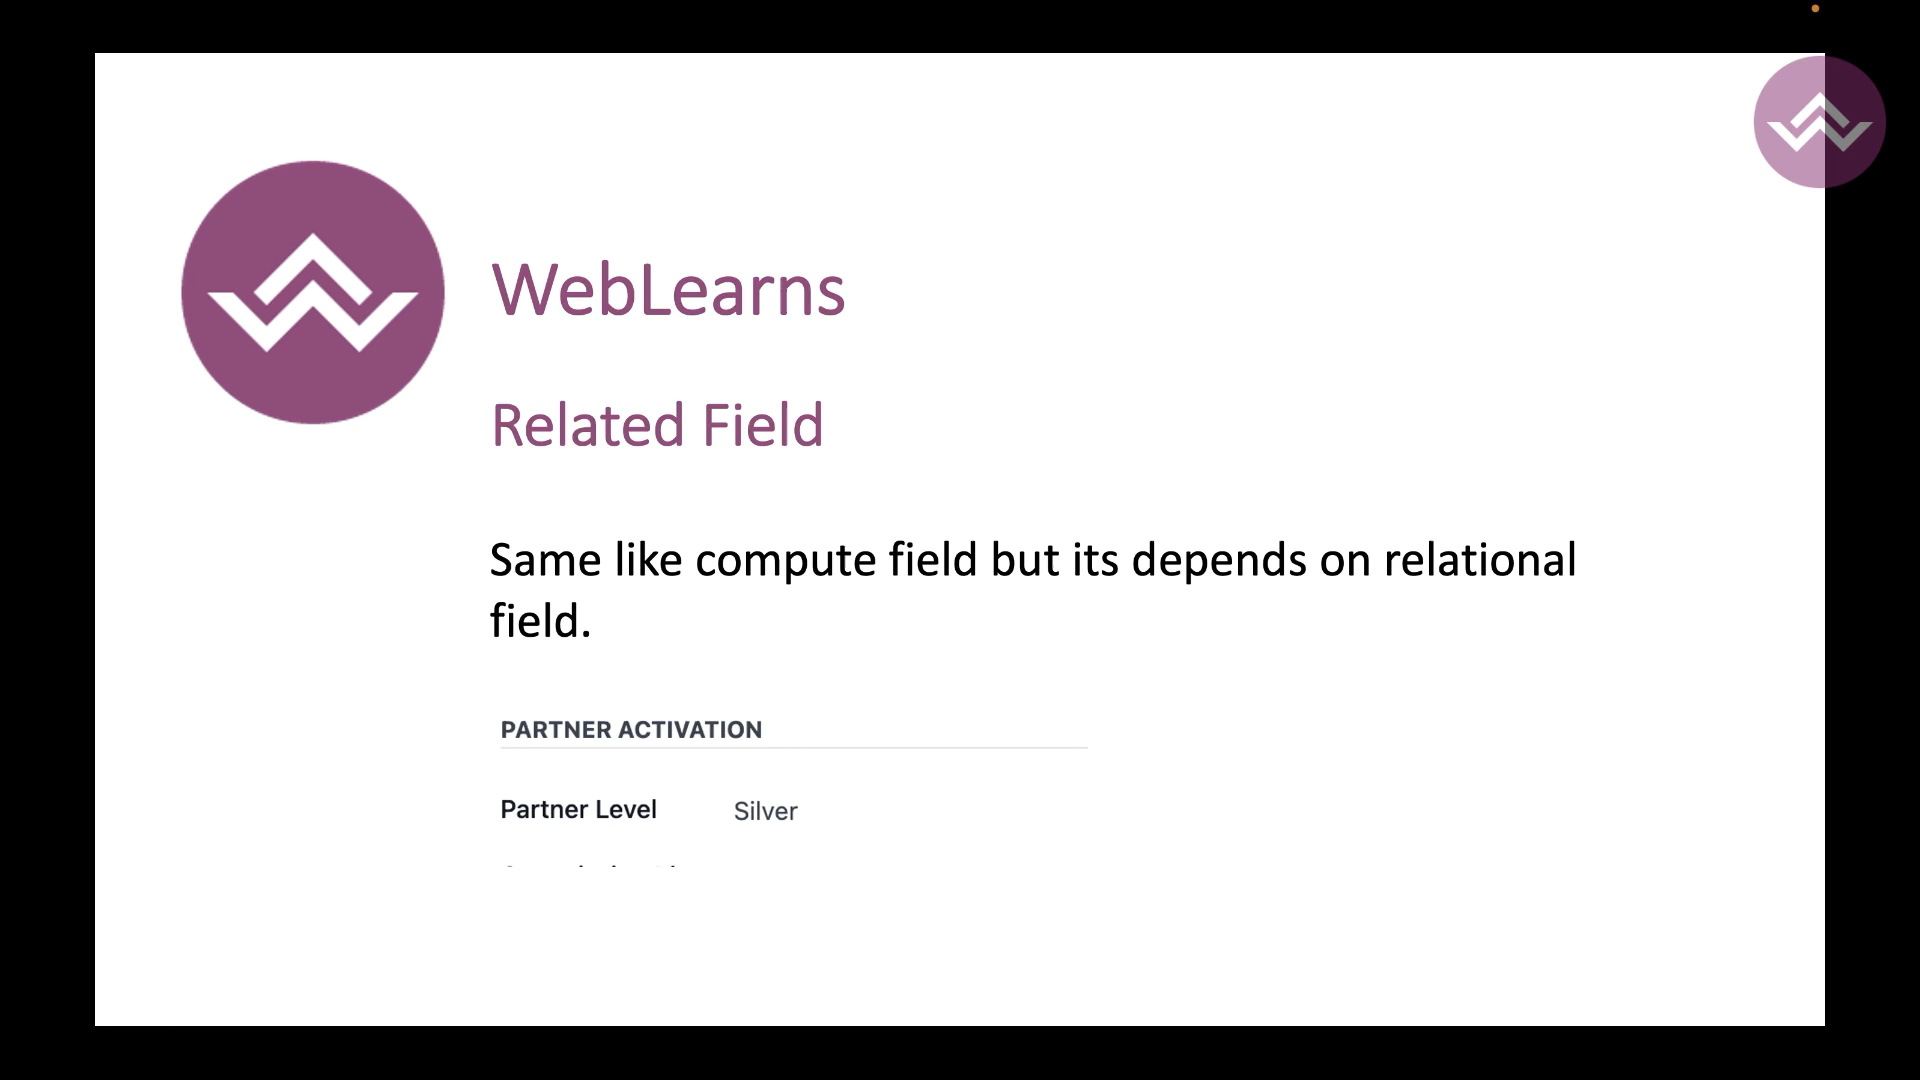 WebLearns
Related Field
Same like compute field but its depends on relational
field.
PARTNER ACTIVATION
Partner Level Silver